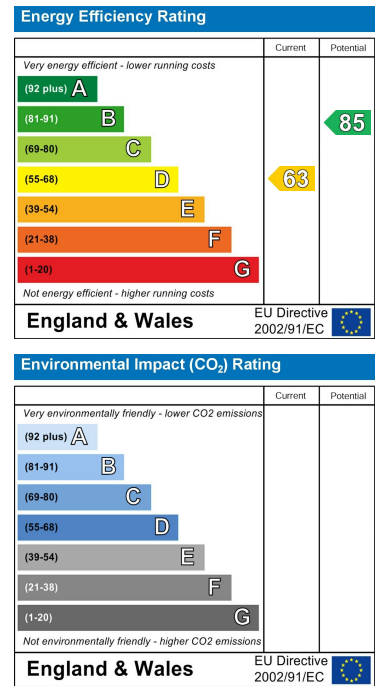 Energy Efficiency Rating
Current Potential
Very energy efficient - lower running costs
(92 plus) A
(81-91) B
85
(69-80) C
(55-68) D
63
(39-54) E
(21-38) F
(1-20) G
Not energy efficient - higher running costs
England & Wales
EU Directive
2002/91/EC
Environmental Impact (CO2) Rating
Current Potential
Very environmentally friendly - lower CO2 emissions
(92 plus) A
(81-91) B
(69-80) C
(55-68) D
(39-54) E
(21-38) F
(1-20) G
Not environmentally friendly - higher CO2 emissions
England & Wales
EU Directive
2002/91/EC